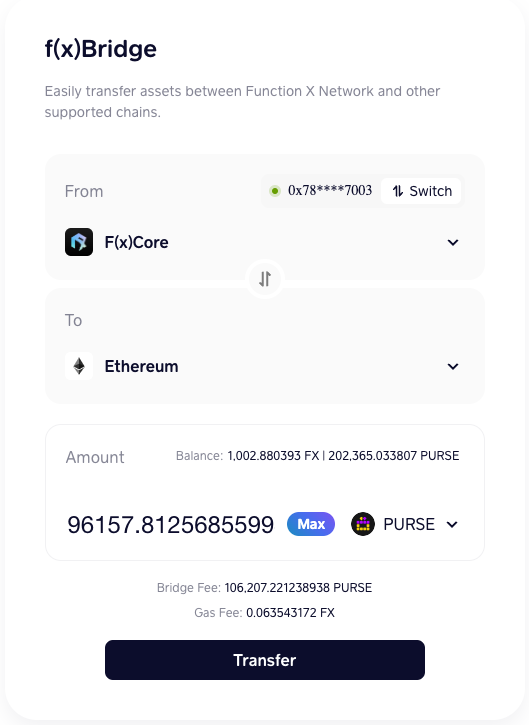 f(x)Bridge
Easily transfer assets between Function X Network and other
supported chains.
From 0x78****7003 Switch
F(x)Core
To
Ethereum
Amount Balance: 1,002.880393 FX | 202,365.033807 PURSE
96157.8125685599 Max PURSE
Bridge Fee: 106,207.221238938 PURSE
Gas Fee: 0.063543172 FX
Transfer